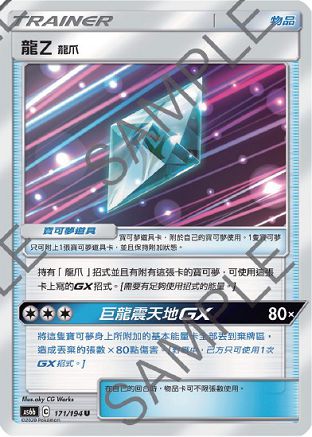 TRAINER
物品
龍Z 龍爪
SAMPLE
寶可夢道具
寶可夢道具卡,附於自己的寶可夢使用。1隻寶可夢
只可附上1張寶可夢道具卡,並且保持附加狀態。
持有「龍爪」招式並且有附有這張卡的寶可夢,可使用這張
卡上寫的GX招式。[需要有足夠使用招式的能量。]
巨龍震天地GX 80×
將這隻寶可夢身上所附加的基本能量卡全部丟到棄牌區,
造成丟棄的張數×80點傷害。[對戰中,己方只可使用1次
GX招式。]
在自己的回合時,物品卡可不限張數使用。
Illus.by CG Works
AS6b C 171/194 U
©2020 Pokémon